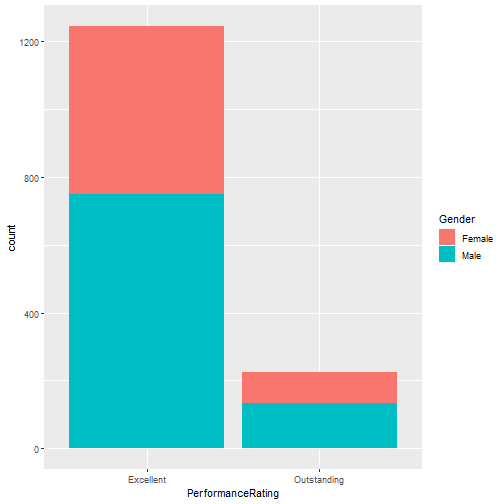 1200
800
400
0
count
Excellent
Outstanding
PerformanceRating
Gender
Female
Male